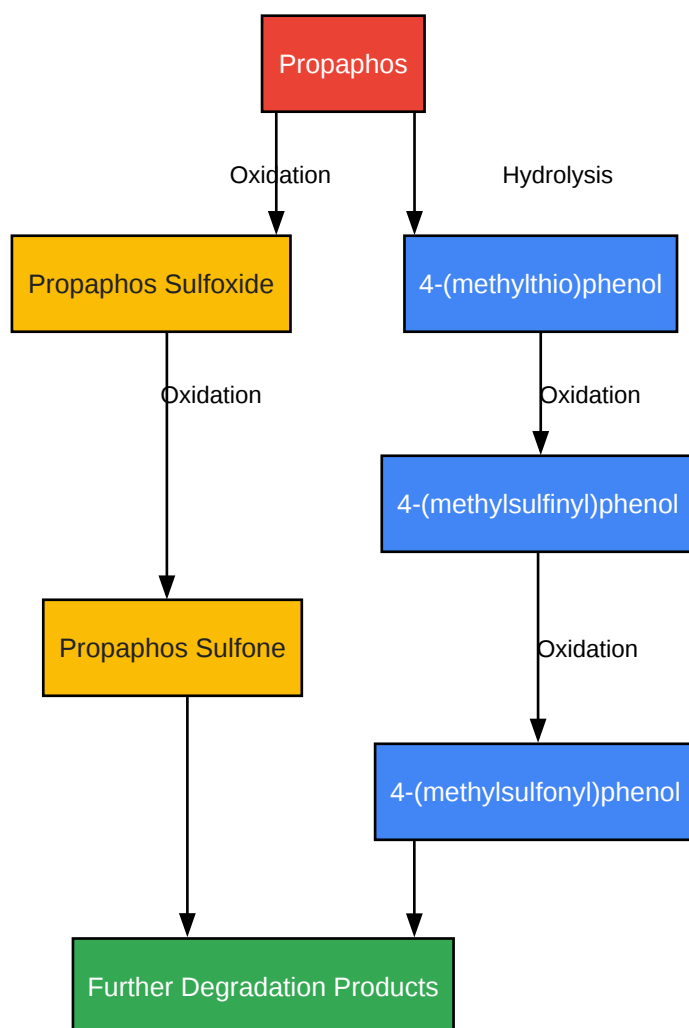 Propaphos
Oxidation
Hydrolysis
Propaphos Sulfoxide
4-(methylthio)phenol
Oxidation
Oxidation
4-(methylsulfinyl)phenol
Propaphos Sulfone
Oxidation
4-(methylsulfonyl)phenol
Further Degradation Products